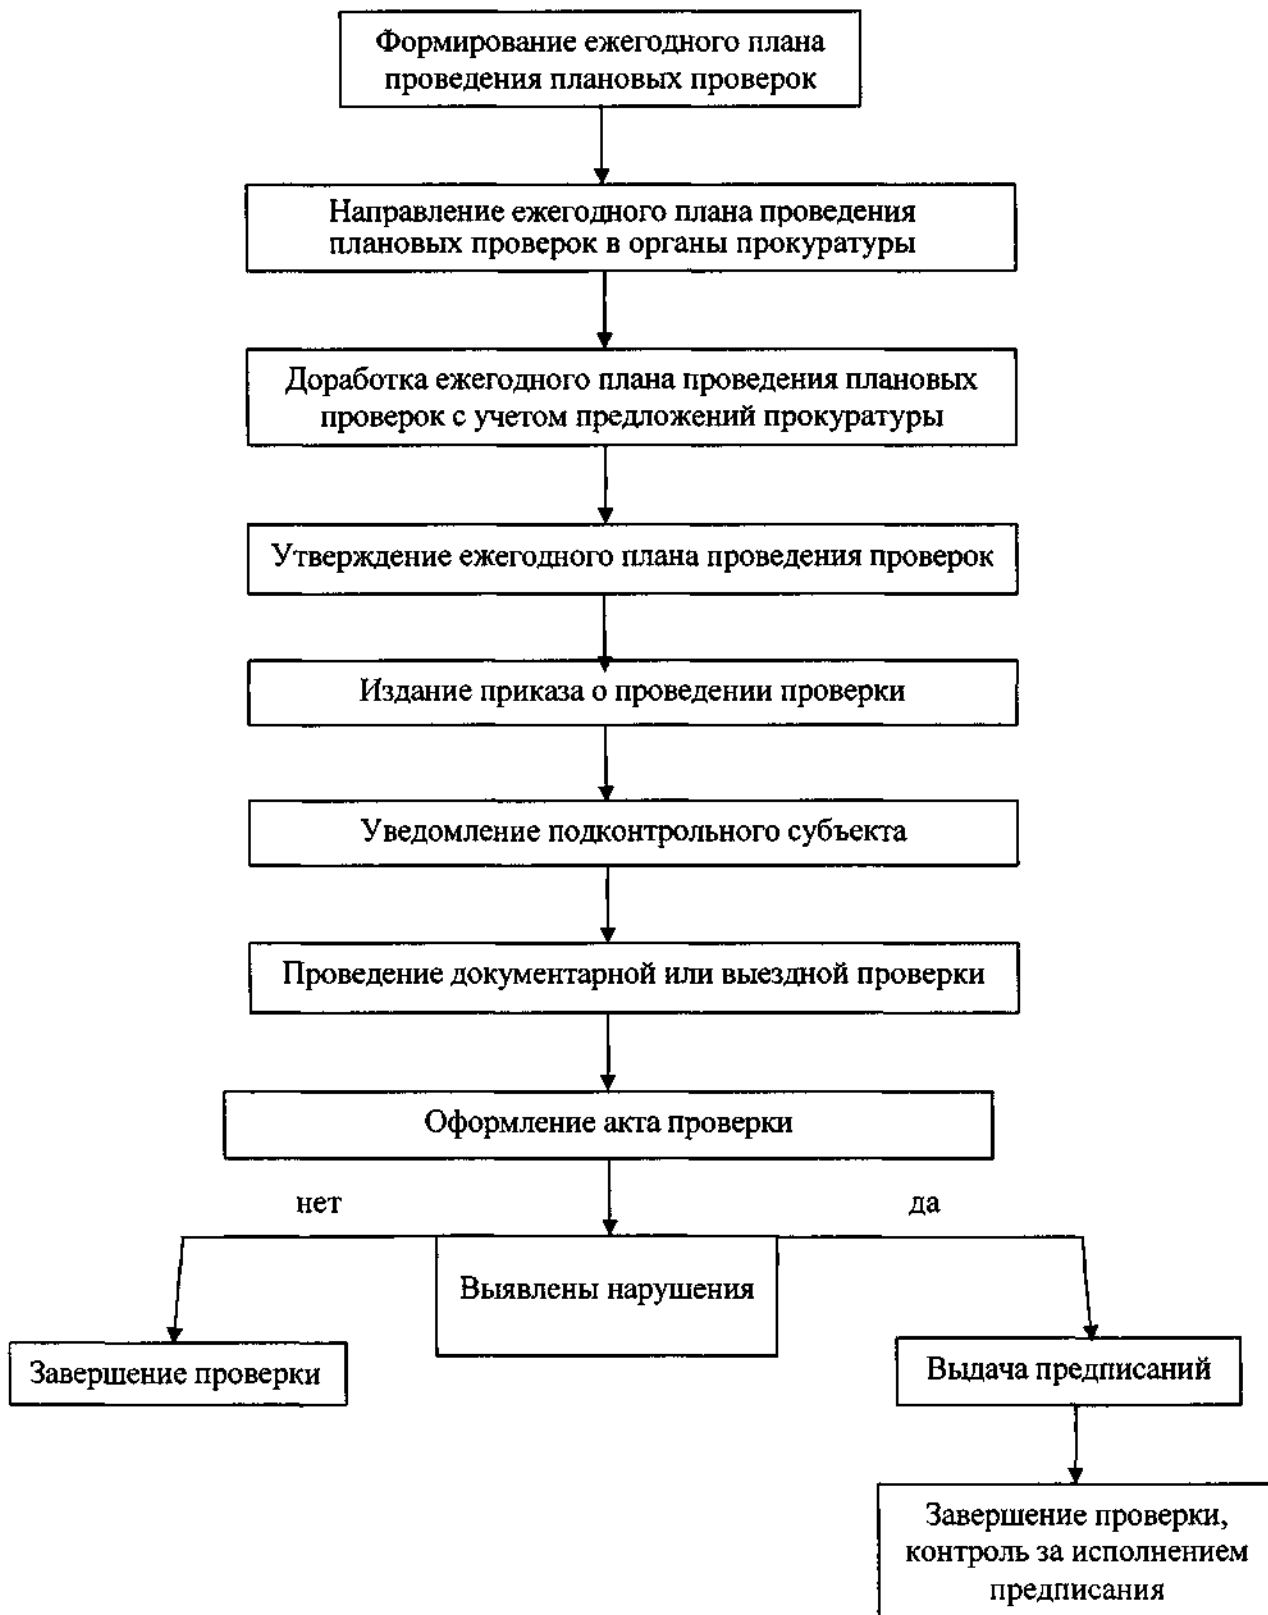 Формирование ежегодного плана
проведения плановых проверок
Направление ежегодного плана проведения
плановых проверок в органы прокуратуры
Доработка ежегодного плана проведения плановых
проверок с учетом предложений прокуратуры
Утверждение ежегодного плана проведения проверок
Издание приказа о проведении проверки
Уведомление подконтрольного субъекта
Проведение документарной или выездной проверки
Оформление акта проверки
нет
да
Выявлены нарушения
Завершение проверки
Выдача предписаний
Завершение проверки,
контроль за исполнением
предписания